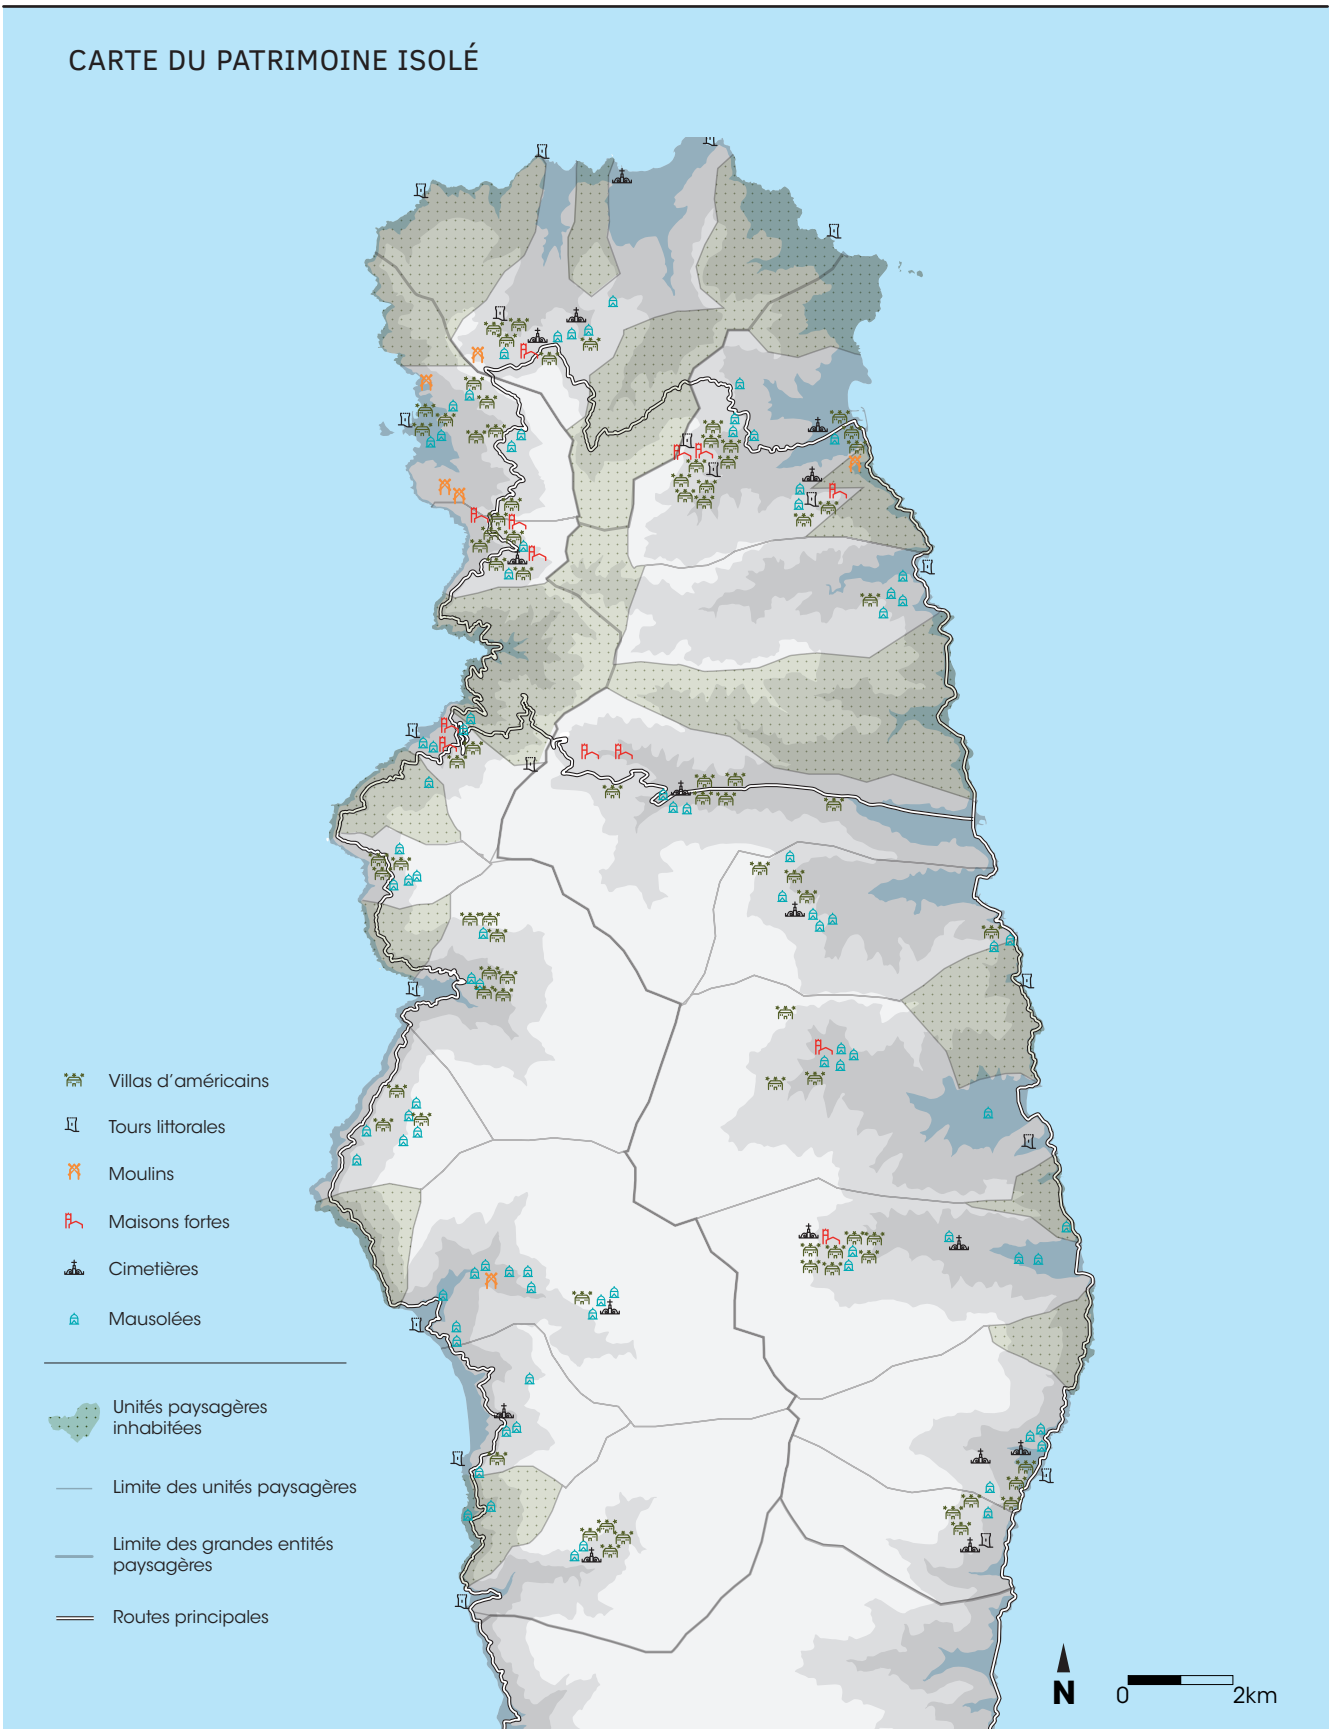 CARTE DU PATRIMOINE ISOLÉ
Villas d’américains
Tours littorales
Moulins
Maisons fortes
Cimetières
Mausolées
Unités paysagères
inhabitées
Limite des unités paysagères
Limite des grandes entités
paysagères
Routes principales
N
0 2km